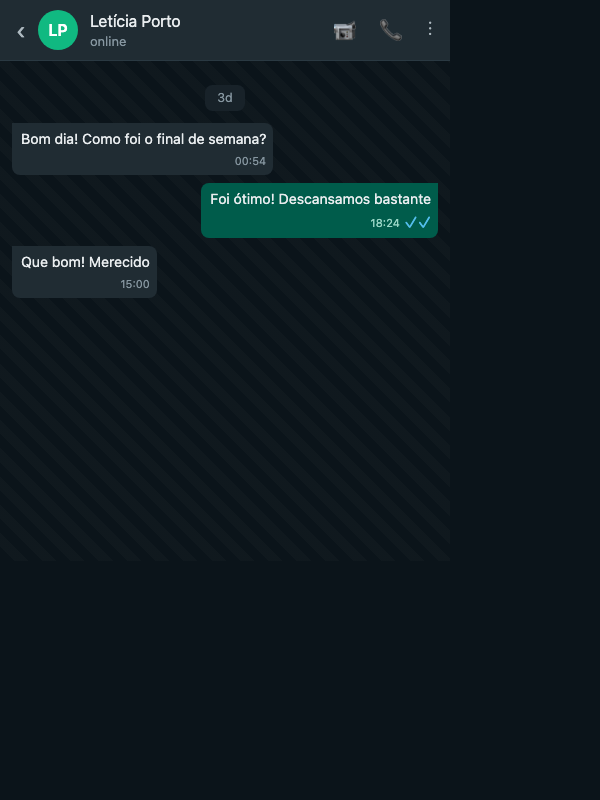 LP
Letícia Porto
online
3d
Bom dia! Como foi o final de semana?
00:54
Foi ótimo! Descansamos bastante
18:24
Que bom! Merecido
15:00